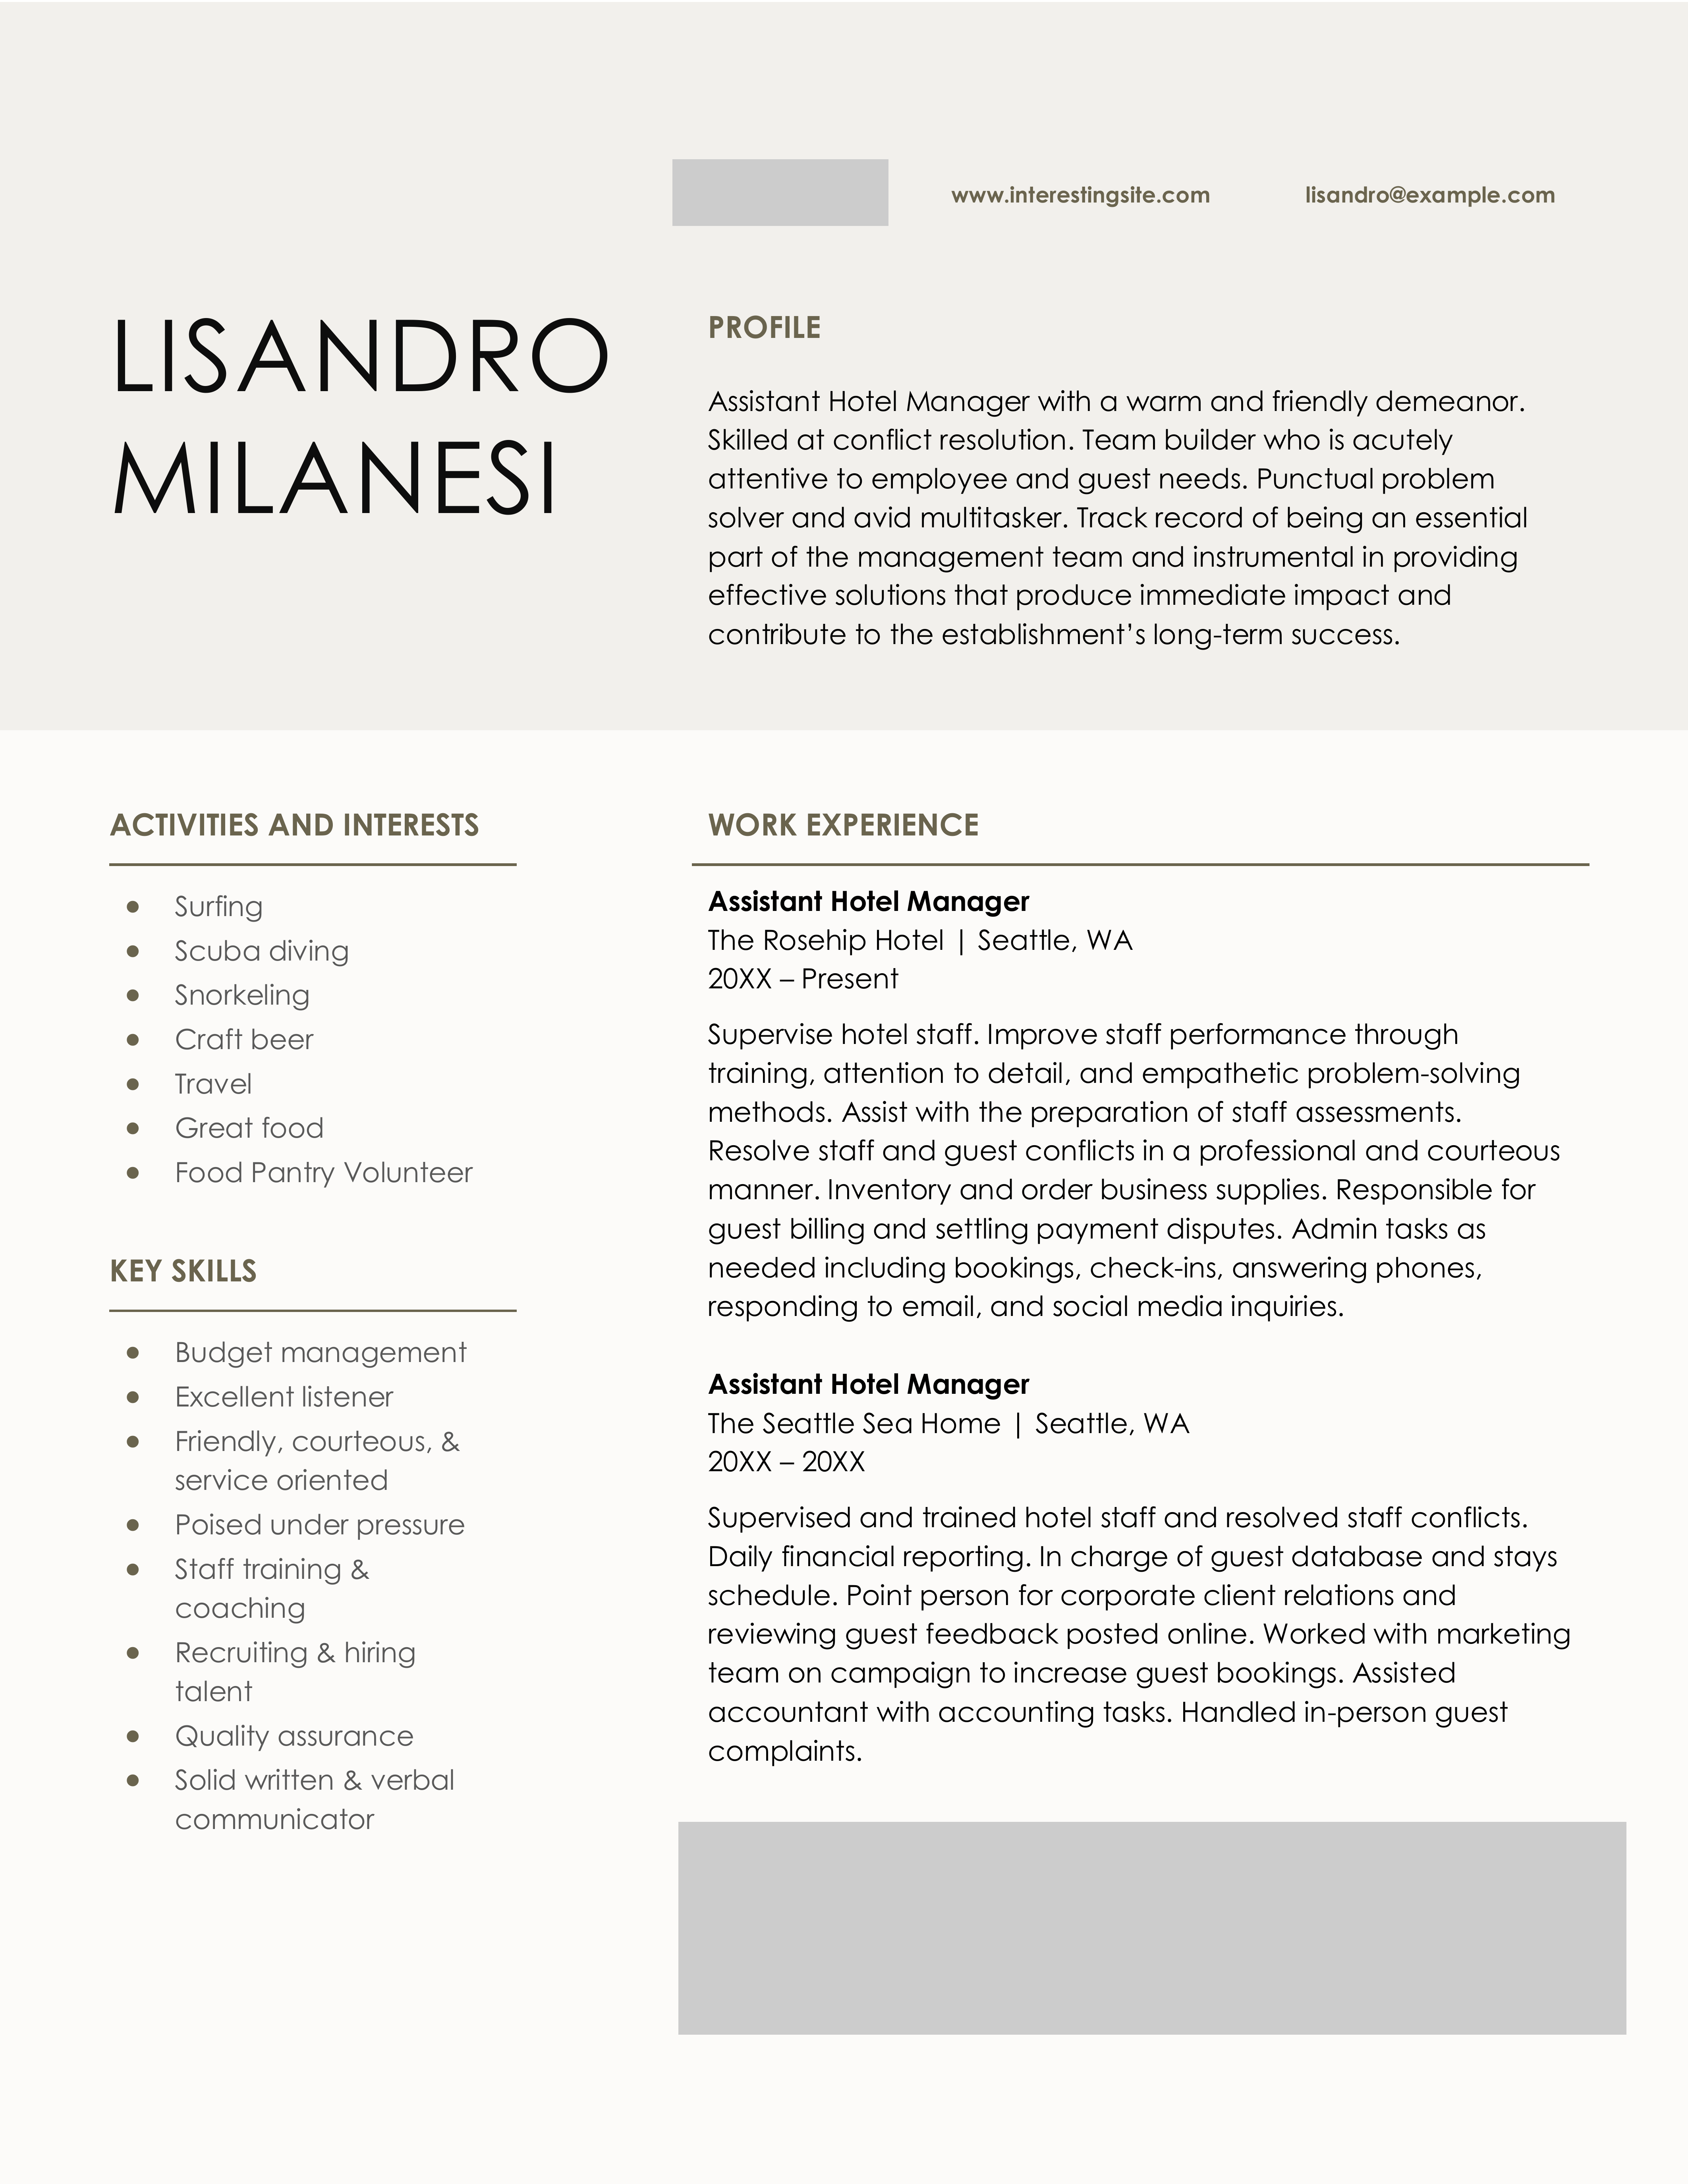 www.interestingsite.com
lisandro@example.com
LISANDRO
MILANESI
PROFILE
Assistant Hotel Manager with a warm and friendly demeanor.
Skilled at conflict resolution. Team builder who is acutely
attentive to employee and guest needs. Punctual problem
solver and avid multitasker. Track record of being an essential
part of the management team and instrumental in providing
effective solutions that produce immediate impact and
contribute to the establishment’s long-term success.
ACTIVITIES AND INTERESTS
• Surfing
• Scuba diving
• Snorkeling
• Craft beer
• Travel
• Great food
• Food Pantry Volunteer
KEY SKILLS
• Budget management
• Excellent listener
• Friendly, courteous, &
service oriented
• Poised under pressure
• Staff training &
coaching
• Recruiting & hiring
talent
• Quality assurance
• Solid written & verbal
communicator
WORK EXPERIENCE
Assistant Hotel Manager
The Rosehip Hotel | Seattle, WA
20XX – Present
Supervise hotel staff. Improve staff performance through
training, attention to detail, and empathetic problem-solving
methods. Assist with the preparation of staff assessments.
Resolve staff and guest conflicts in a professional and courteous
manner. Inventory and order business supplies. Responsible for
guest billing and settling payment disputes. Admin tasks as
needed including bookings, check-ins, answering phones,
responding to email, and social media inquiries.
Assistant Hotel Manager
The Seattle Sea Home | Seattle, WA
20XX – 20XX
Supervised and trained hotel staff and resolved staff conflicts.
Daily financial reporting. In charge of guest database and stays
schedule. Point person for corporate client relations and
reviewing guest feedback posted online. Worked with marketing
team on campaign to increase guest bookings. Assisted
accountant with accounting tasks. Handled in-person guest
complaints.